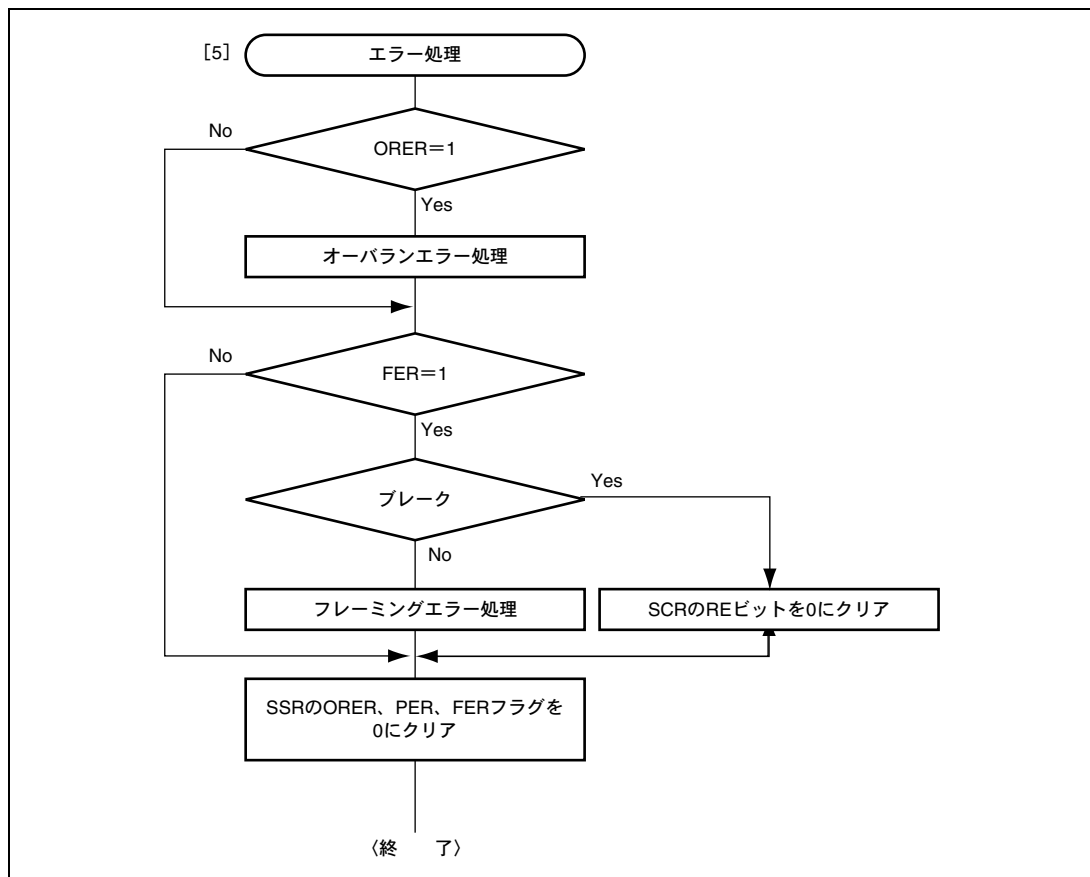 [5]
エラー処理
No
ORER＝1
Yes
オーバランエラー処理
No
FER＝1
Yes
ブレーク
Yes
No
フレーミングエラー処理
SCRのREビットを0にクリア
SSRのORER、PER、FERフラグを
0にクリア
〈終　　了〉